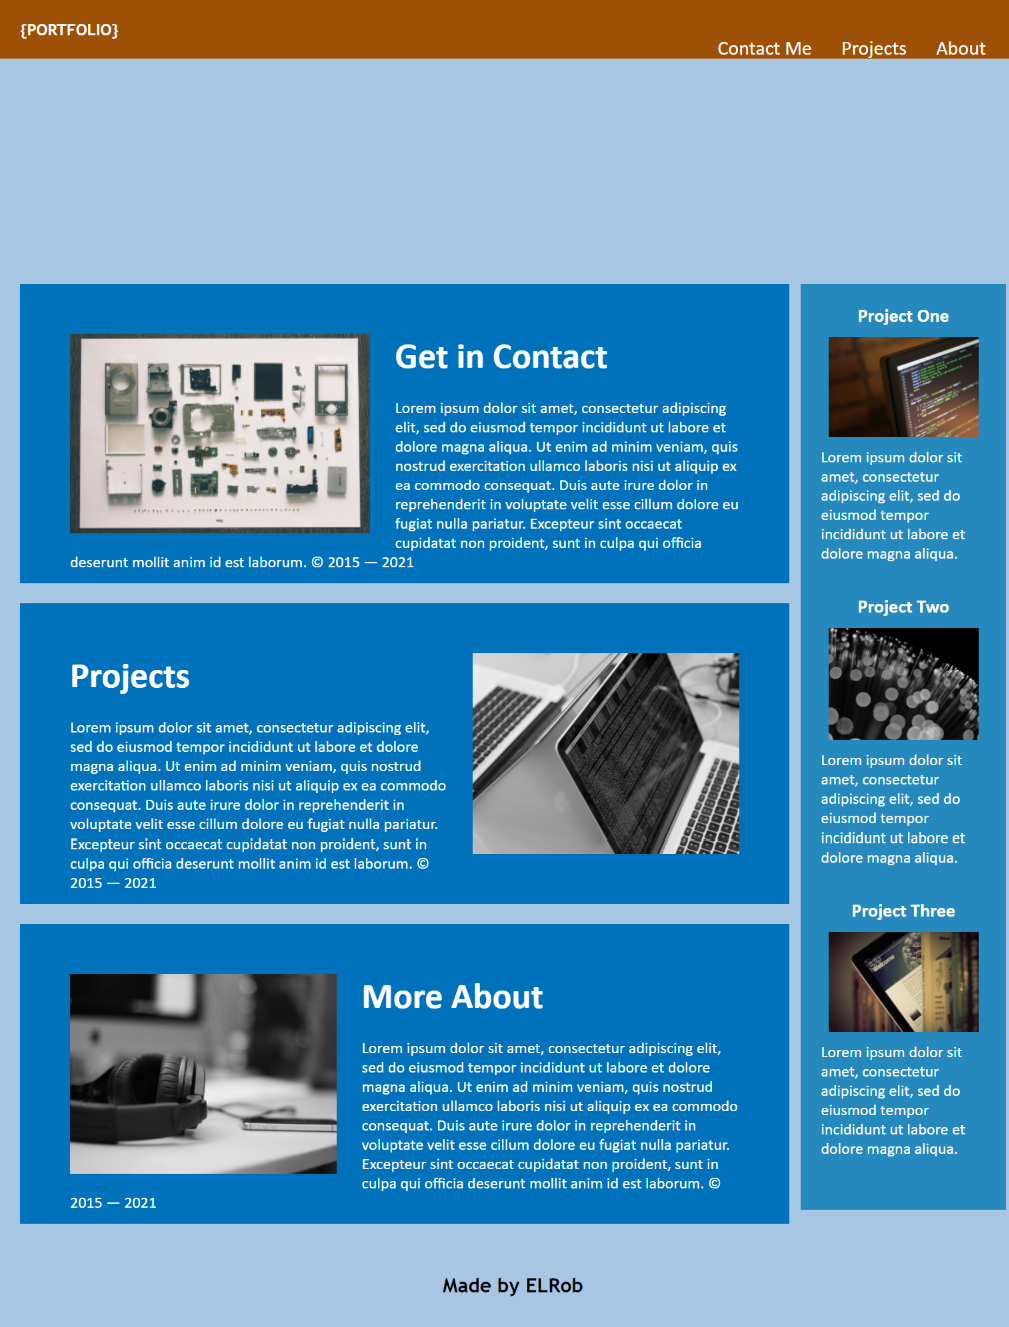 {PORTFOLIO}
Contact Me Projects About
Get in Contact
Lorem ipsum dolor sit amet, consectetur adipiscing
elit, sed do eiusmod tempor incididunt ut labore et
dolore magna aliqua. Ut enim ad minim veniam, quis
nostrud exercitation ullamco laboris nisi ut aliquip ex
ea commodo consequat. Duis aute irure dolor in
reprehenderit in voluptate velit esse cillum dolore eu
fugiat nulla pariatur. Excepteur sint occaecat
cupidatat non proident, sunt in culpa qui officia
deserunt mollit anim id est laborum. © 2015 — 2021
Projects
Lorem ipsum dolor sit amet, consectetur adipiscing elit,
sed do eiusmod tempor incididunt ut labore et dolore
magna aliqua. Ut enim ad minim veniam, quis nostrud
exercitation ullamco laboris nisi ut aliquip ex ea commodo
consequat. Duis aute irure dolor in reprehenderit in
voluptate velit esse cillum dolore eu fugiat nulla pariatur.
Excepteur sint occaecat cupidatat non proident, sunt in
culpa qui officia deserunt mollit anim id est laborum. ©
2015 — 2021
More About
Lorem ipsum dolor sit amet, consectetur adipiscing elit,
sed do eiusmod tempor incididunt ut labore et dolore
magna aliqua. Ut enim ad minim veniam, quis nostrud
exercitation ullamco laboris nisi ut aliquip ex ea commodo
consequat. Duis aute irure dolor in reprehenderit in
voluptate velit esse cillum dolore eu fugiat nulla pariatur.
Excepteur sint occaecat cupidatat non proident, sunt in
culpa qui officia deserunt mollit anim id est laborum. ©
2015 — 2021
Project One
Lorem ipsum dolor sit
amet, consectetur
adipiscing elit, sed do
eiusmod tempor
incididunt ut labore et
dolore magna aliqua.
Project Two
Lorem ipsum dolor sit
amet, consectetur
adipiscing elit, sed do
eiusmod tempor
incididunt ut labore et
dolore magna aliqua.
Project Three
Welcome
Lorem ipsum dolor sit
amet, consectetur
adipiscing elit, sed do
eiusmod tempor
incididunt ut labore et
dolore magna aliqua.
Made by ELRob